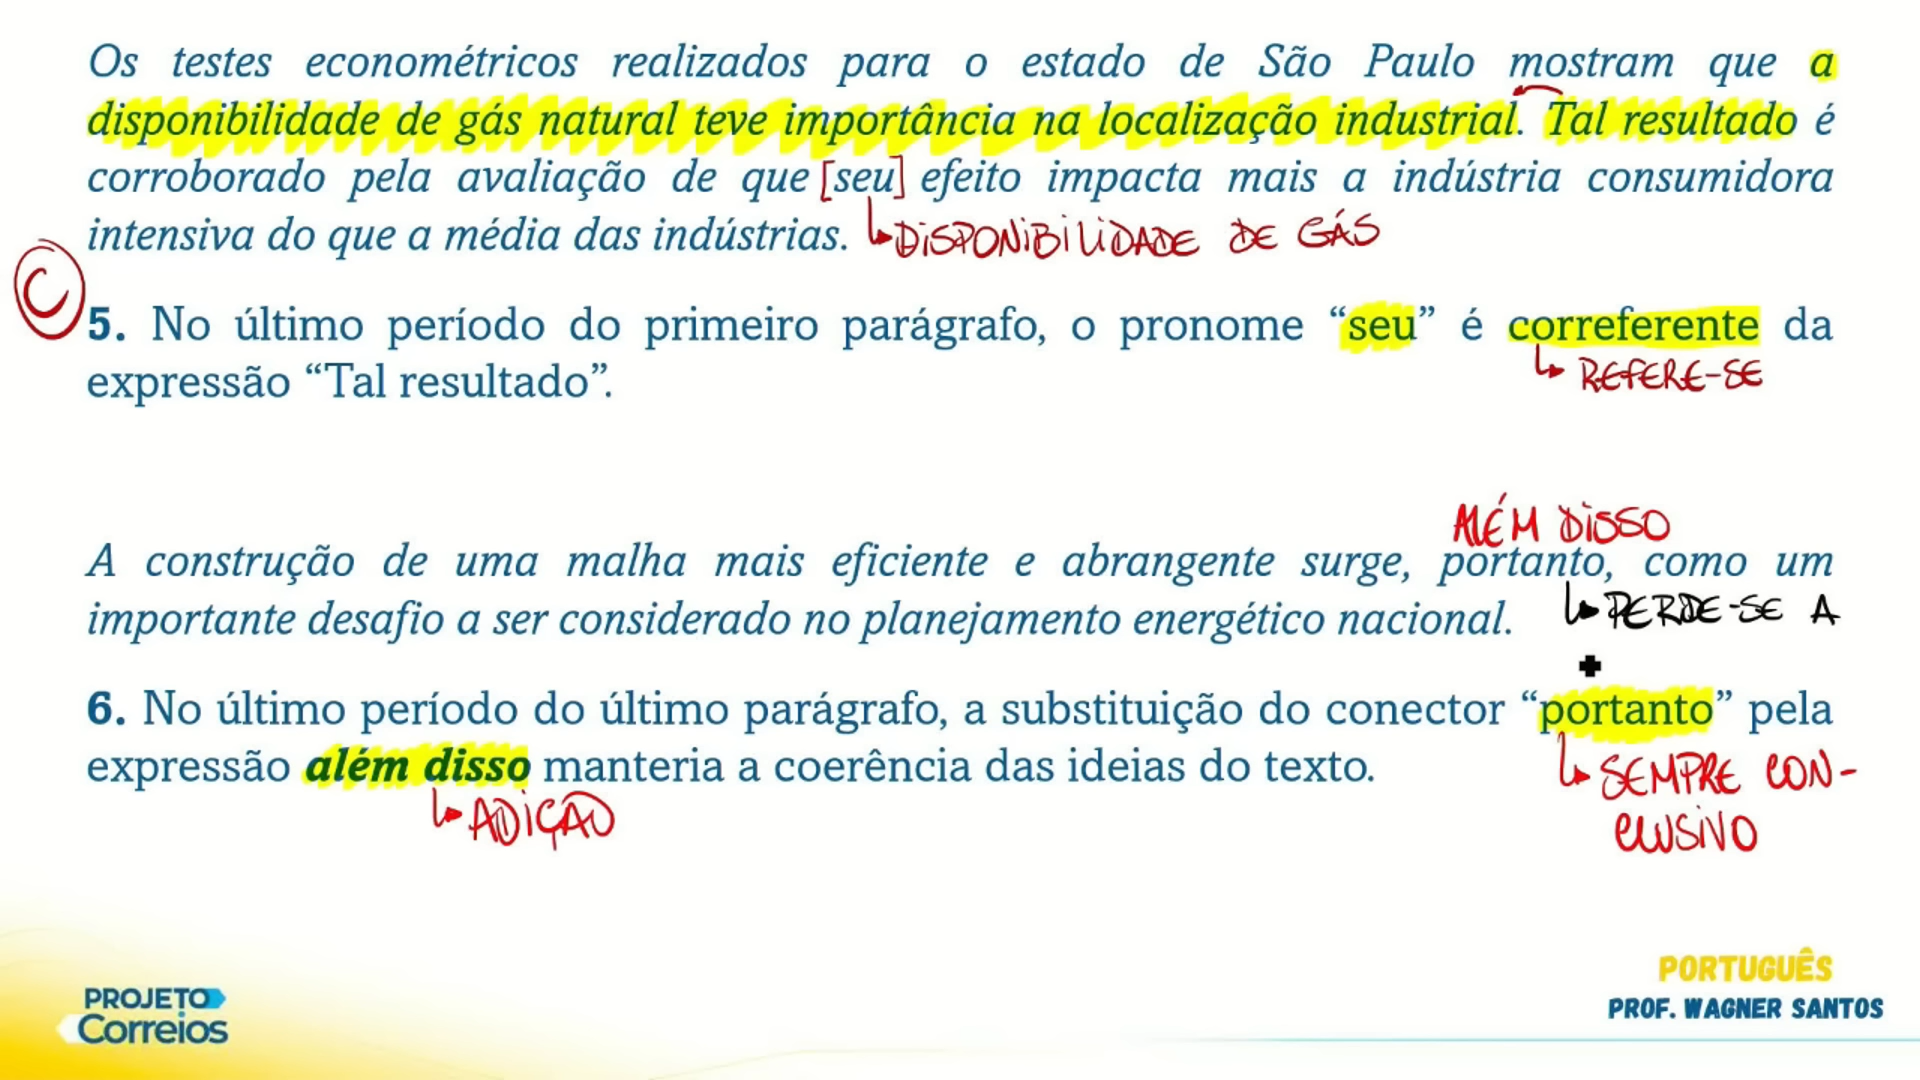 Os testes econométricos realizados para o estado de São Paulo mostram que a
disponibilidade de gás natural teve importância na localização industrial. Tal resultado é
corroborado pela avaliação de que [seu] efeito impacta mais a indústria consumidora
intensiva do que a média das indústrias.
DISPONIBILIDADE DE GÁS
C
5. No último período do primeiro parágrafo, o pronome “seu” é correferente da
expressão “Tal resultado”.
REFERE-SE
ALÉM DISSO
A construção de uma malha mais eficiente e abrangente surge, portanto, como um
importante desafio a ser considerado no planejamento energético nacional.
PERDE-SE A
6. No último período do último parágrafo, a substituição do conector “portanto” pela
expressão além disso manteria a coerência das ideias do texto.
SEMPRE CON-
CLUSIVO
ADIÇÃO
PORTUGUÊS
PROF. WAGNER SANTOS
PROJETO
Correios